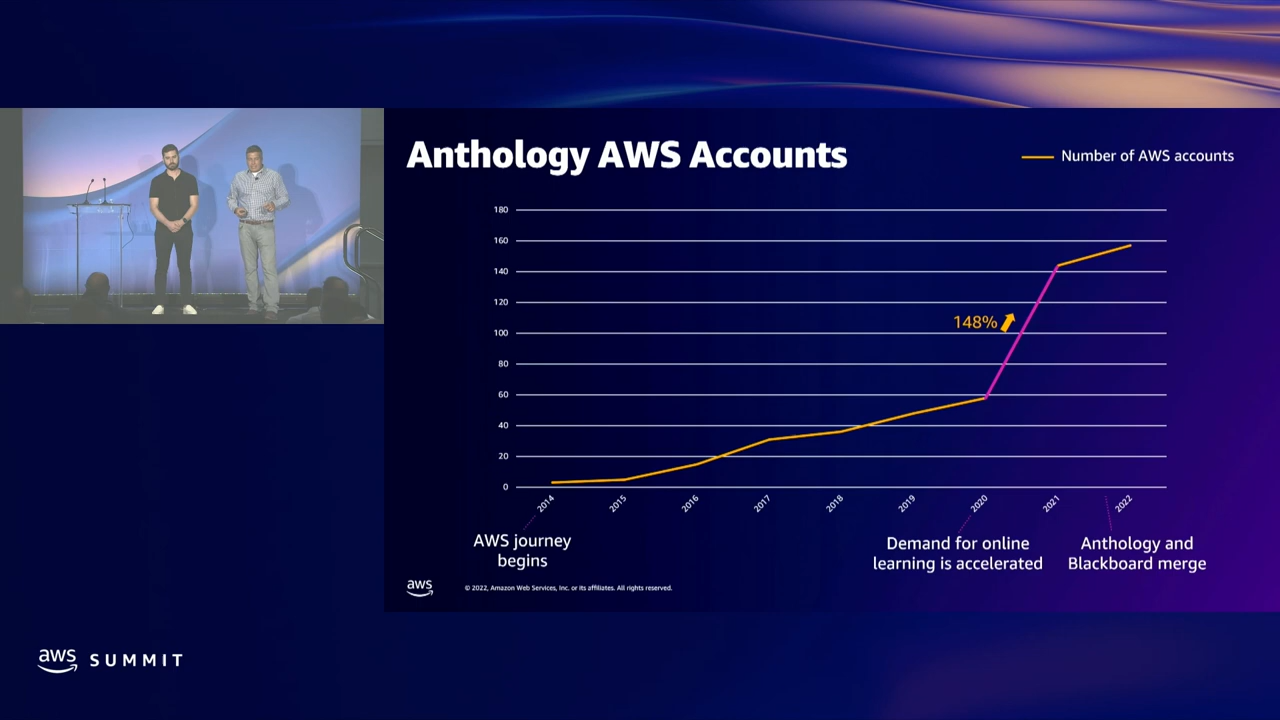 Anthology AWS Accounts
Number of AWS accounts
180
160
140
120
100
80
60
40
20
0
148%
2014
2015
2016
2017
2018
2019
2020
2021
2022
AWS journey
begins
Demand for online
learning is accelerated
Anthology and
Blackboard merge
aws
© 2022, Amazon Web Services, Inc. or its affiliates. All rights reserved.
aws SUMMIT